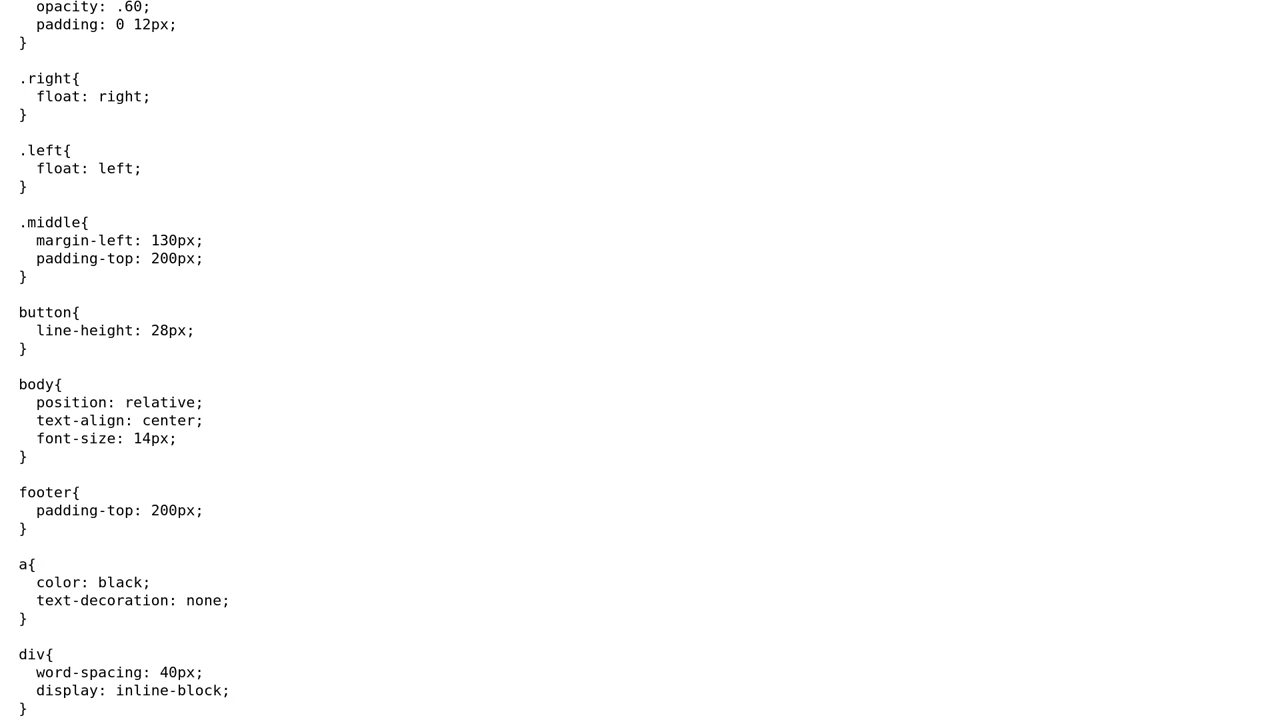 opacity: .60;
  padding: 0 12px;
}

.right{
  float: right;
}

.left{
  float: left;
}

.middle{
  margin-left: 130px;
  padding-top: 200px;
}

button{
  line-height: 28px;
}

body{
  position: relative;
  text-align: center;
  font-size: 14px;
}

footer{
  padding-top: 200px;
}

a{
  color: black;
  text-decoration: none;
}

div{
  word-spacing: 40px;
  display: inline-block;
}